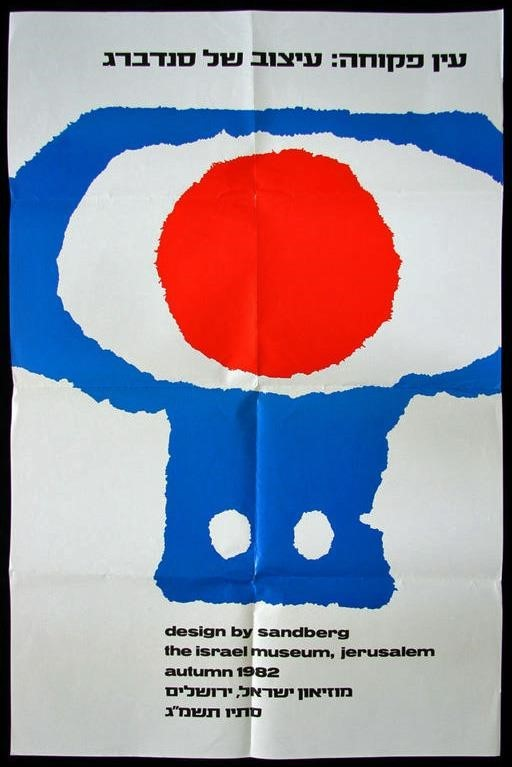 עין פקוחה: עיצוב של סנדברג
design by sandberg
the israel museum, jerusalem
autumn 1982
מוזיאון ישראל, ירושלים
סתיו תשמ"ג